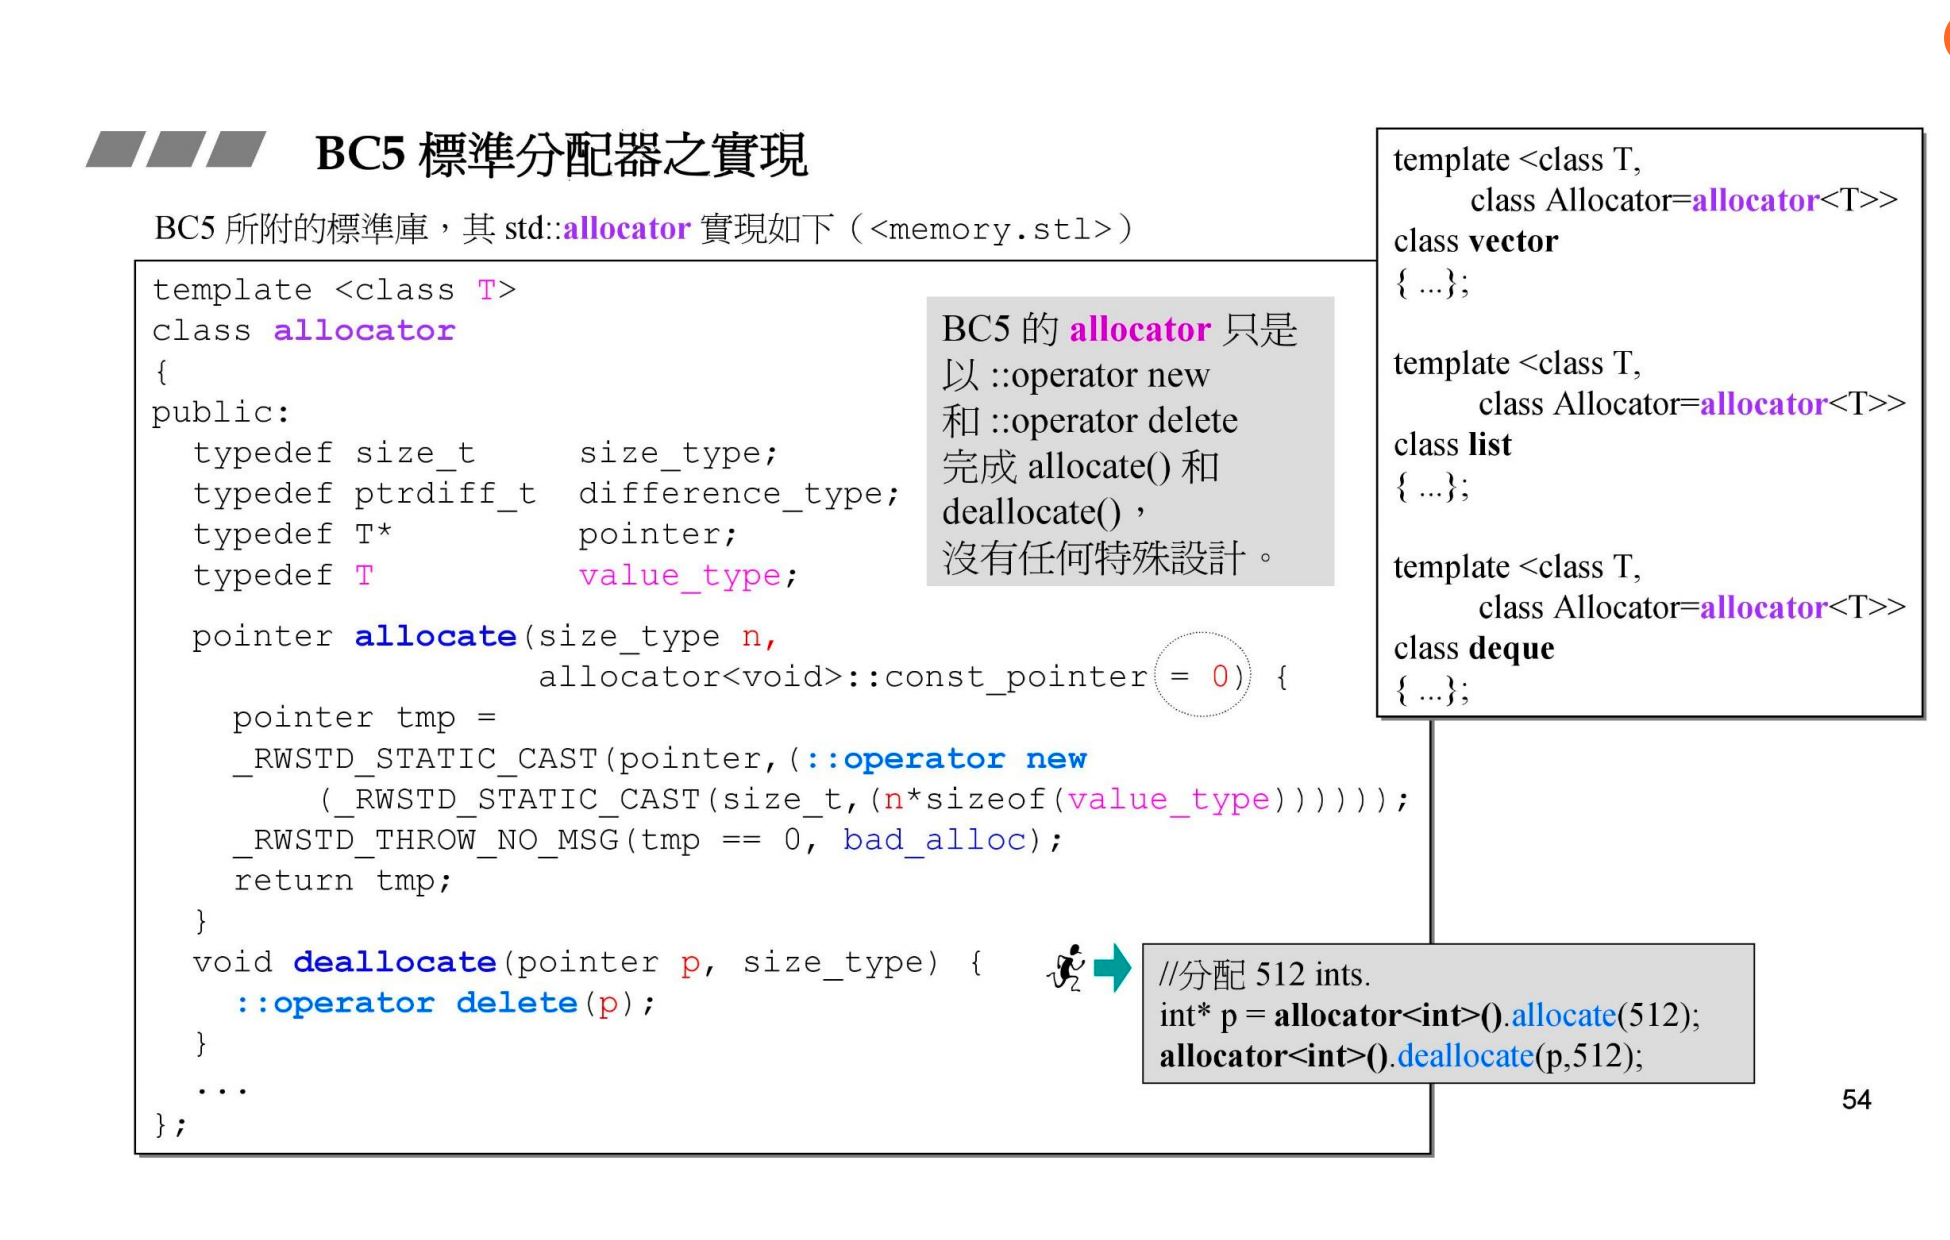 BC5 標準分配器之實現
BC5 所附的標準庫，其 std::allocator 實現如下（<memory.stl>）
template <class T>
class allocator
{
public:
  typedef size_t     size_type;
  typedef ptrdiff_t  difference_type;
  typedef T*         pointer;
  typedef T          value_type;
  pointer allocate(size_type n,
                   allocator<void>::const_pointer = 0) {
    pointer tmp =
    _RWSTD_STATIC_CAST(pointer,(::operator new
        (_RWSTD_STATIC_CAST(size_t,(n*sizeof(value_type))))));
    _RWSTD_THROW_NO_MSG(tmp == 0, bad_alloc);
    return tmp;
  }
  void deallocate(pointer p, size_type) {
    ::operator delete(p);
  }
  ...
};
BC5 的 allocator 只是
以 ::operator new
和 ::operator delete
完成 allocate() 和
deallocate()，
沒有任何特殊設計。
template <class T,
class Allocator=allocator<T>>
class vector
{ ...};
template <class T,
class Allocator=allocator<T>>
class list
{ ...};
template <class T,
class Allocator=allocator<T>>
class deque
{ ...};
//分配 512 ints.
int* p = allocator<int>().allocate(512);
allocator<int>().deallocate(p,512);
54